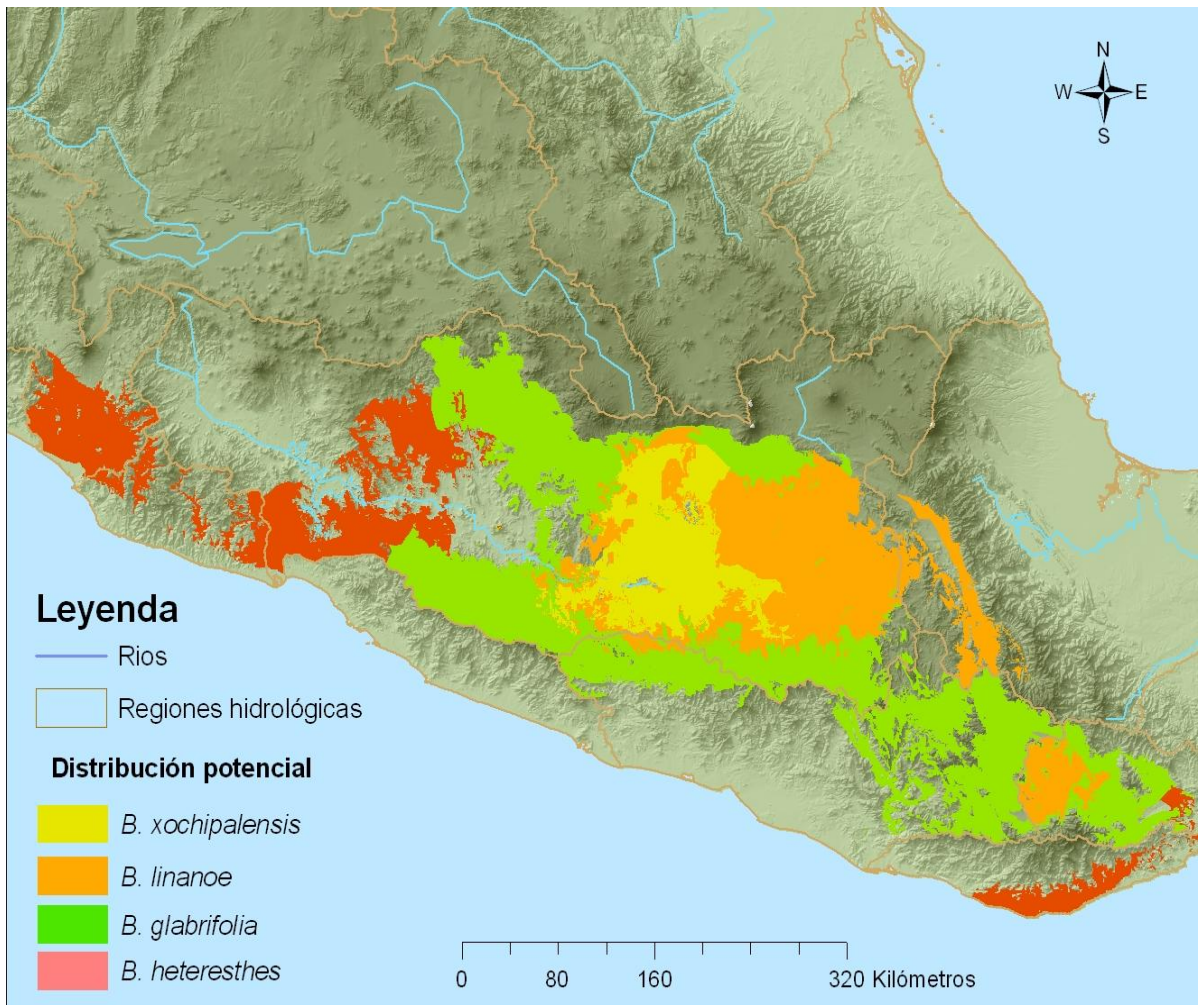 N
W E
S
Leyenda
Rios
Regiones hidrológicas
Distribución potencial
B. xochipalensis
B. linanoe
B. glabrifolia
B. heteresthes
0 80 160 320 Kilómetros